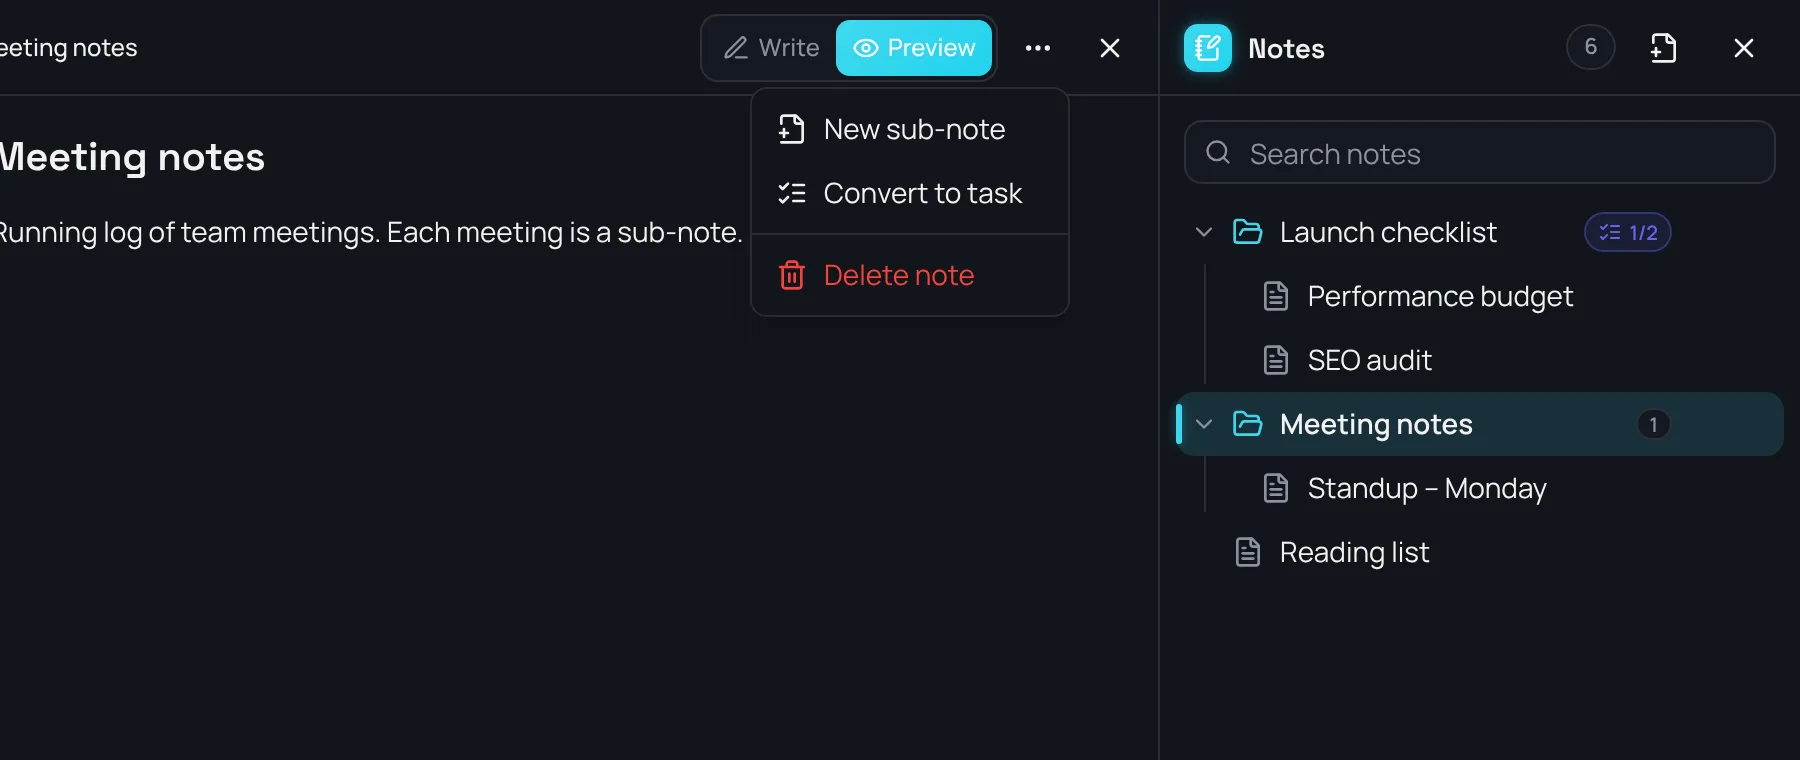 eeting notes
Write
Preview
Notes
6
Meeting notes
Running log of team meetings. Each meeting is a sub-note.
New sub-note
Convert to task
Delete note
Search notes
Launch checklist
1/2
Performance budget
SEO audit
Meeting notes
1
Standup – Monday
Reading list